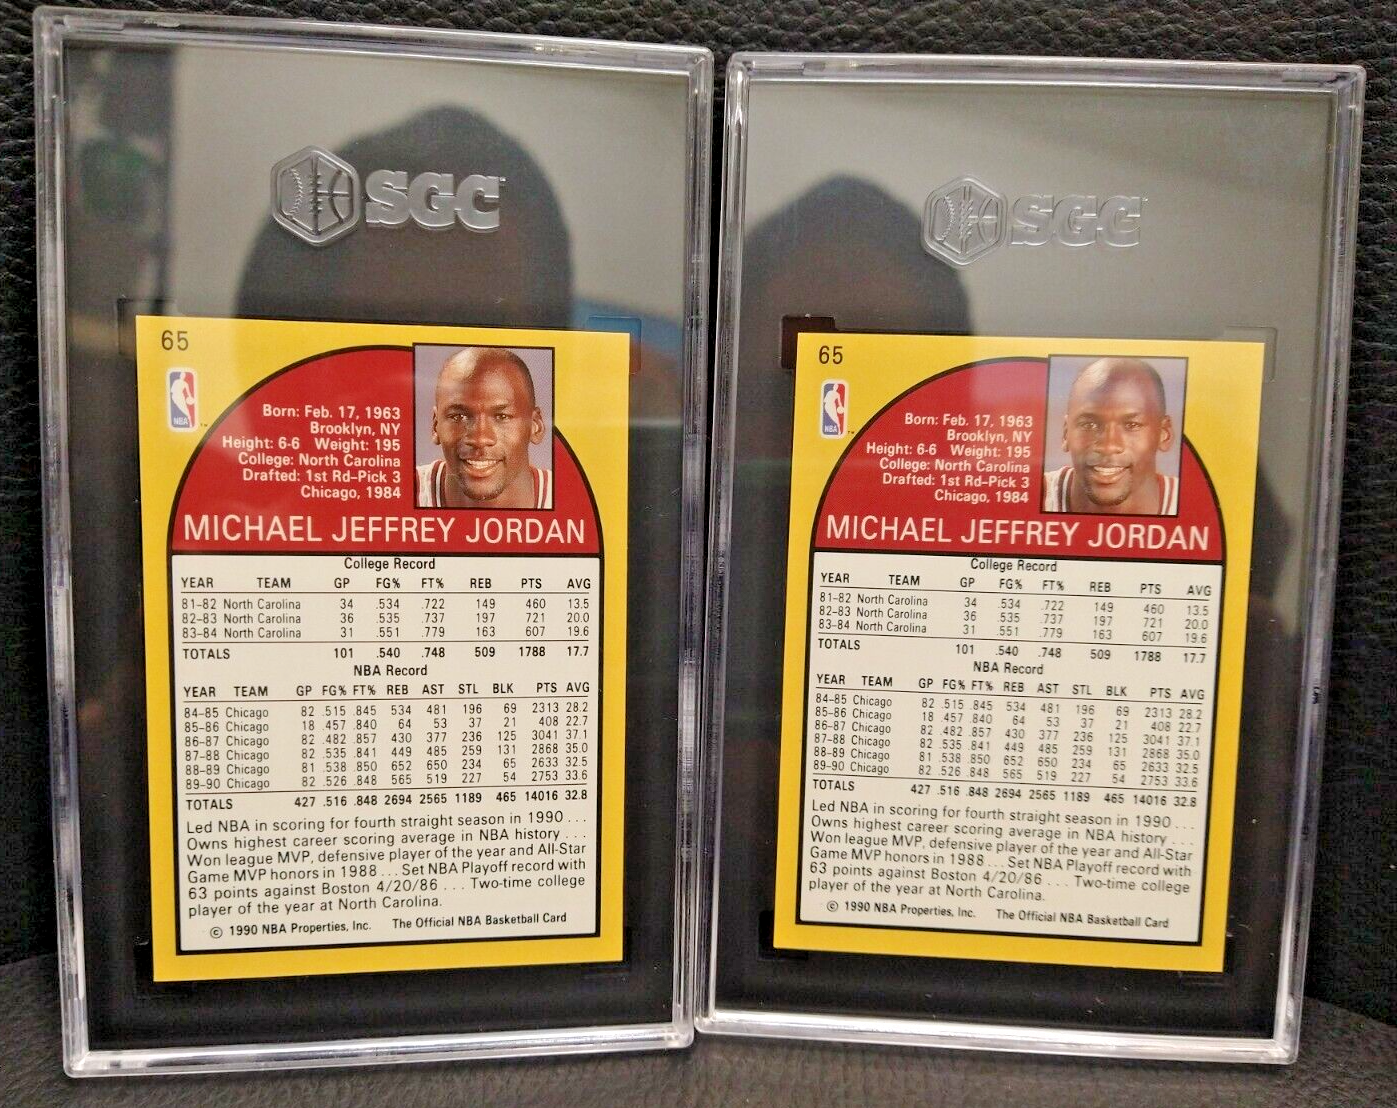 SGC
65
NBA
Born: Feb. 17, 1963
Brooklyn, NY
Height: 6-6 Weight: 195
College: North Carolina
Drafted: 1st Rd-Pick 3
Chicago, 1984
MICHAEL JEFFREY JORDAN
College Record
YEAR TEAM GP FG% FT% REB PTS AVG
81-82 North Carolina 34 .534 .722 149 460 13.5
82-83 North Carolina 36 .535 .737 197 721 20.0
83-84 North Carolina 31 .551 .779 163 607 19.6
TOTALS 101 .540 .748 509 1788 17.7
NBA Record
YEAR TEAM GP FG% FT% REB AST STL BLK PTS AVG
84-85 Chicago 82 .515 .845 534 481 196 69 2313 28.2
85-86 Chicago 18 .457 .840 64 53 37 21 408 22.7
86-87 Chicago 82 .482 .857 430 377 236 125 3041 37.1
87-88 Chicago 82 .535 .841 449 485 259 131 2868 35.0
88-89 Chicago 81 .538 .850 652 650 234 65 2633 32.5
89-90 Chicago 82 .526 .848 565 519 227 54 2753 33.6
TOTALS 427 .516 .848 2694 2565 1189 465 14016 32.8
Led NBA in scoring for fourth straight season in 1990 . . .
Owns highest career scoring average in NBA history . . .
Won league MVP, defensive player of the year and All-Star
Game MVP honors in 1988 . . . Set NBA Playoff record with
63 points against Boston 4/20/86 . . . Two-time college
player of the year at North Carolina.
© 1990 NBA Properties, Inc. The Official NBA Basketball Card
SGC
65
NBA
Born: Feb. 17, 1963
Brooklyn, NY
Height: 6-6 Weight: 195
College: North Carolina
Drafted: 1st Rd-Pick 3
Chicago, 1984
MICHAEL JEFFREY JORDAN
College Record
YEAR TEAM GP FG% FT% REB PTS AVG
81-82 North Carolina 34 .534 .722 149 460 13.5
82-83 North Carolina 36 .535 .737 197 721 20.0
83-84 North Carolina 31 .551 .779 163 607 19.6
TOTALS 101 .540 .748 509 1788 17.7
NBA Record
YEAR TEAM GP FG% FT% REB AST STL BLK PTS AVG
84-85 Chicago 82 .515 .845 534 481 196 69 2313 28.2
85-86 Chicago 18 .457 .840 64 53 37 21 408 22.7
86-87 Chicago 82 .482 .857 430 377 236 125 3041 37.1
87-88 Chicago 82 .535 .841 449 485 259 131 2868 35.0
88-89 Chicago 81 .538 .850 652 650 234 65 2633 32.5
89-90 Chicago 82 .526 .848 565 519 227 54 2753 33.6
TOTALS 427 .516 .848 2694 2565 1189 465 14016 32.8
Led NBA in scoring for fourth straight season in 1990 . . .
Owns highest career scoring average in NBA history . . .
Won league MVP, defensive player of the year and All-Star
Game MVP honors in 1988 . . . Set NBA Playoff record with
63 points against Boston 4/20/86 . . . Two-time college
player of the year at North Carolina.
© 1990 NBA Properties, Inc. The Official NBA Basketball Card